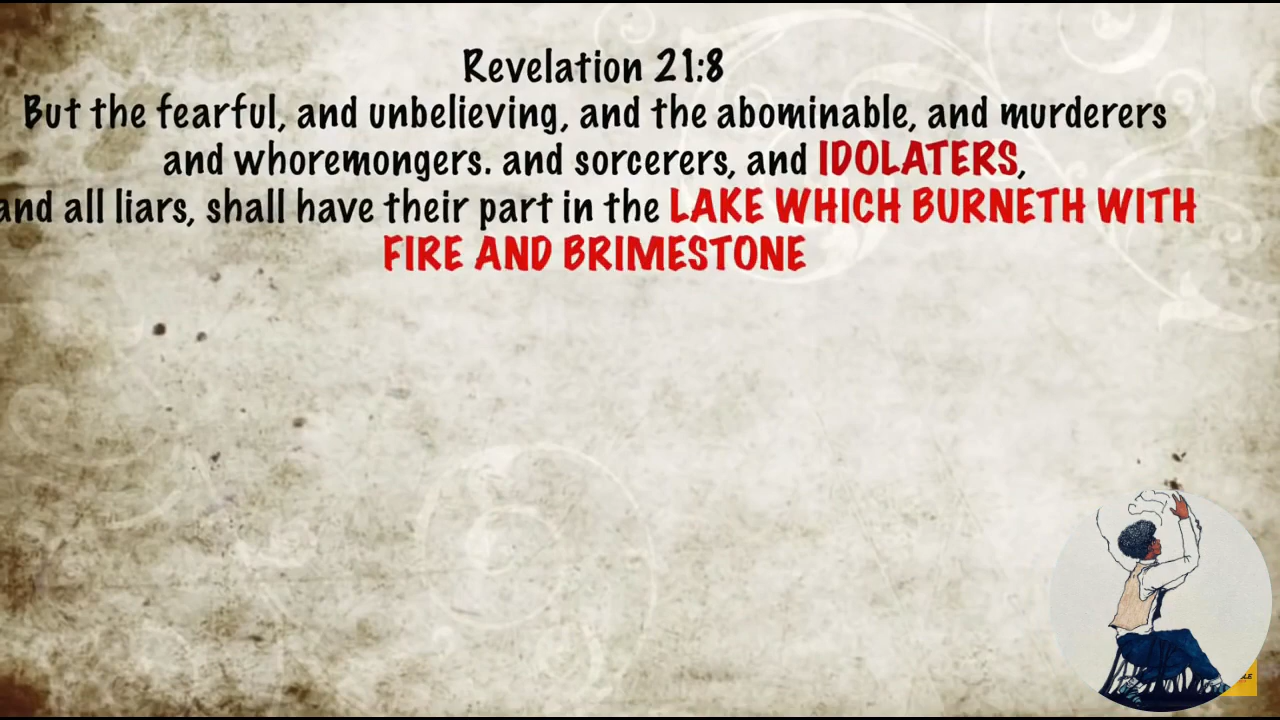 Revelation 21:8
But the fearful, and unbelieving, and the abominable, and murderers
and whoremongers. and sorcerers, and IDOLATERS,
and all liars, shall have their part in the LAKE WHICH BURNETH WITH
FIRE AND BRIMESTONE